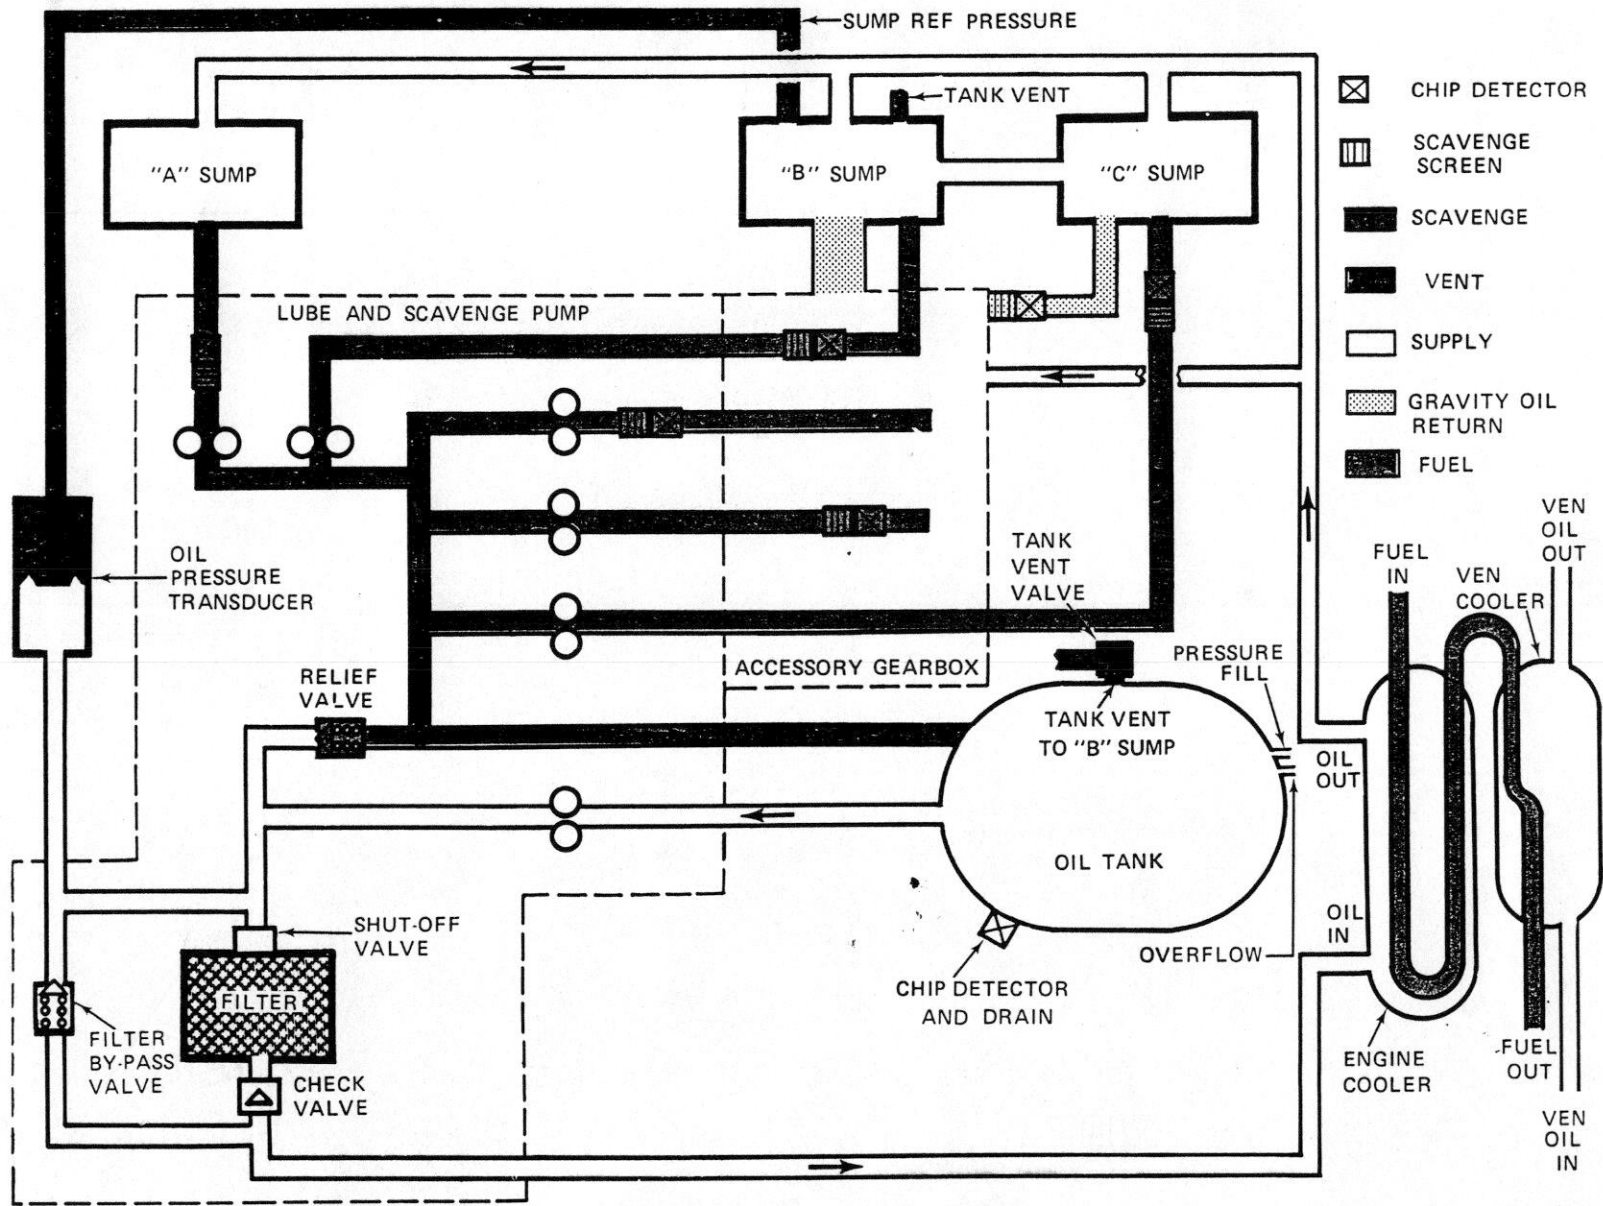 SUMP REF PRESSURE
TANK VENT
"A" SUMP
"B" SUMP
"C" SUMP
CHIP DETECTOR
SCAVENGE
SCREEN
SCAVENGE
VENT
SUPPLY
GRAVITY OIL
RETURN
FUEL
LUBE AND SCAVENGE PUMP
OIL
PRESSURE
TRANSDUCER
TANK
VENT
VALVE
FUEL
IN
VEN
COOLER
VEN
OIL
OUT
RELIEF
VALVE
ACCESSORY GEARBOX
PRESSURE
FILL
TANK VENT
TO "B" SUMP
OIL
OUT
OIL TANK
OIL
IN
SHUT-OFF
VALVE
OVERFLOW
FILTER
CHIP DETECTOR
AND DRAIN
FILTER
BY-PASS
VALVE
CHECK
VALVE
ENGINE
COOLER
FUEL
OUT
VEN
OIL
IN